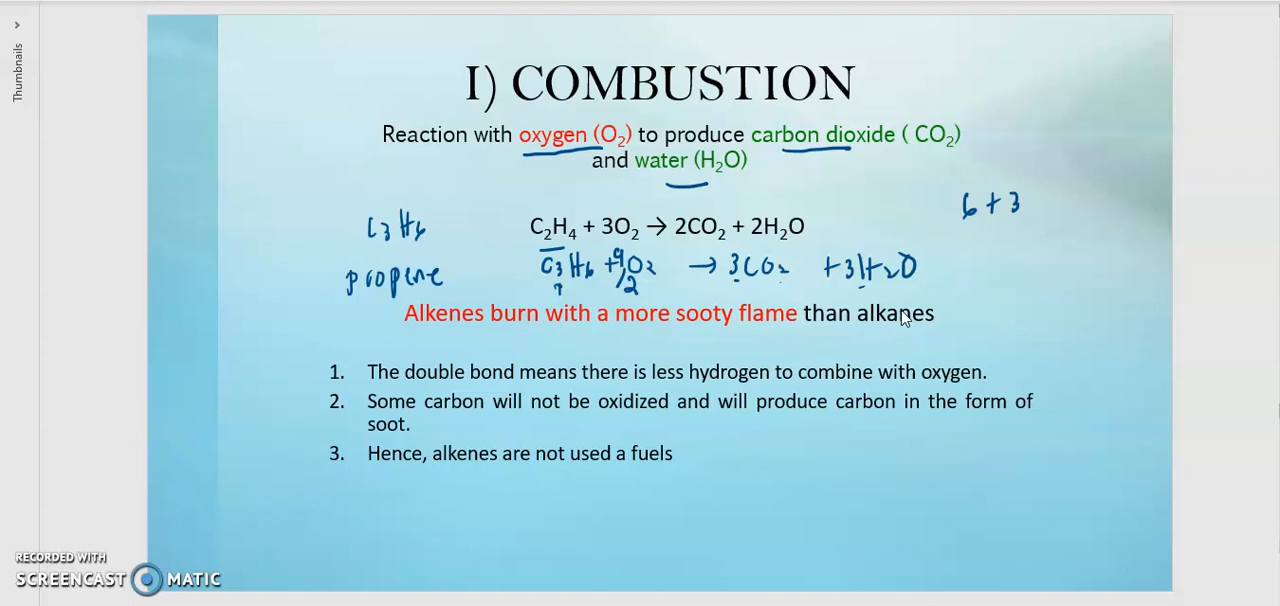 Thumbnails
I) COMBUSTION
Reaction with oxygen (O₂) to produce carbon dioxide ( CO₂)
and water (H₂O)
6 + 3
C₃H₆
C₂H₄ + 3O₂ → 2CO₂ + 2H₂O
propene
C₃H₆ + 9/2O₂ → 3CO₂ + 3H₂O
Alkenes burn with a more sooty flame than alkanes
1. The double bond means there is less hydrogen to combine with oxygen.
2. Some carbon will not be oxidized and will produce carbon in the form of
soot.
3. Hence, alkenes are not used a fuels
RECORDED WITH
SCREENCAST MATIC